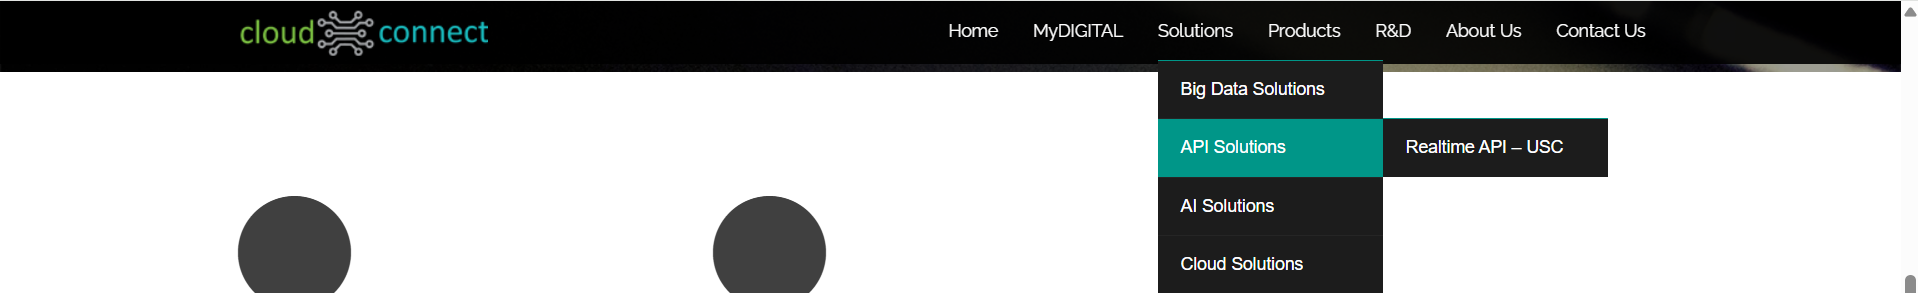 cloud connect
Home MyDIGITAL Solutions Products R&D About Us Contact Us
Big Data Solutions
API Solutions Realtime API – USC
AI Solutions
Cloud Solutions